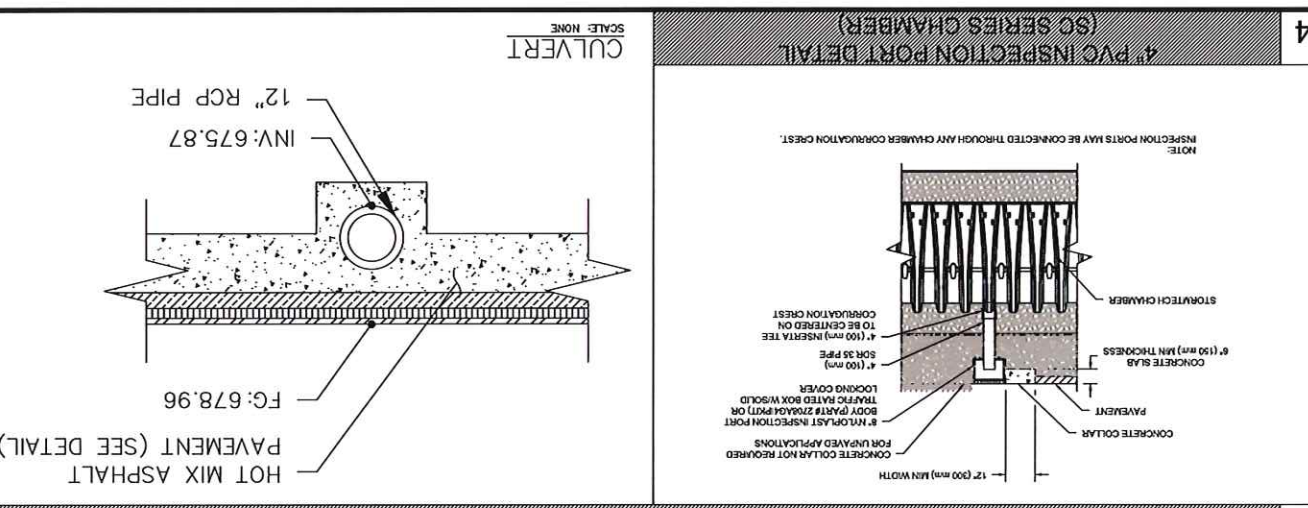 12" (300 mm) MIN WIDTH
CONCRETE COLLAR NOT REQUIRED
FOR UNPAVED APPLICATIONS
8" NYLOPLAST INSPECTION PORT
BODY (PART# 2708AG4IPKIT) OR
TRAFFIC RATED BOX W/SOLID
LOCKING COVER
4" (100 mm)
SDR 35 PIPE
4" (100 mm) INSERTA TEE
TO BE CENTERED ON
CORRUGATION CREST
CONCRETE COLLAR
PAVEMENT
CONCRETE SLAB
6" (150 mm) MIN THICKNESS
STORMTECH CHAMBER
NOTE:
INSPECTION PORTS MAY BE CONNECTED THROUGH ANY CHAMBER CORRUGATION CREST.
4
4" PVC INSPECTION PORT DETAIL
(SC SERIES CHAMBER)
HOT MIX ASPHALT
PAVEMENT (SEE DETAIL)
FG: 678.96
INV: 675.87
12" RCP PIPE
CULVERT
SCALE: NONE